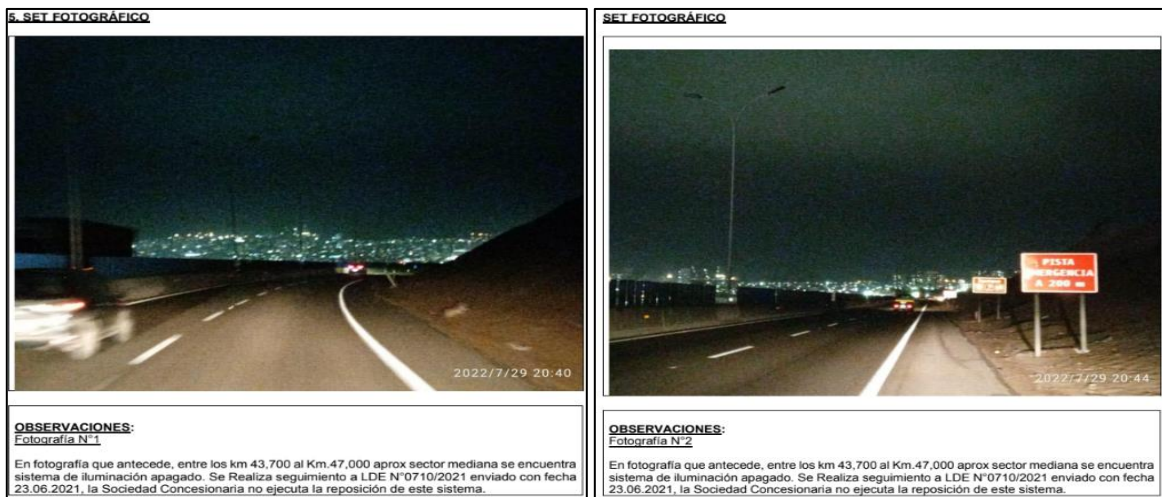 5. SET FOTOGRÁFICO
2022/7/29 20:40
OBSERVACIONES:
Fotografía N°1
En fotografía que antecede, entre los km 43,700 al Km.47,000 aprox sector mediana se encuentra
sistema de iluminación apagado. Se Realiza seguimiento a LDE N°0710/2021 enviado con fecha
23.06.2021, la Sociedad Concesionaria no ejecuta la reposición de este sistema.
SET FOTOGRÁFICO
PISTA
EMERGENCIA
A 200 m
2022/7/29 20:44
OBSERVACIONES:
Fotografía N°2
En fotografía que antecede, entre los km 43,700 al Km.47,000 aprox sector mediana se encuentra
sistema de iluminación apagado. Se Realiza seguimiento a LDE N°0710/2021 enviado con fecha
23.06.2021, la Sociedad Concesionaria no ejecuta la reposición de este sistema.